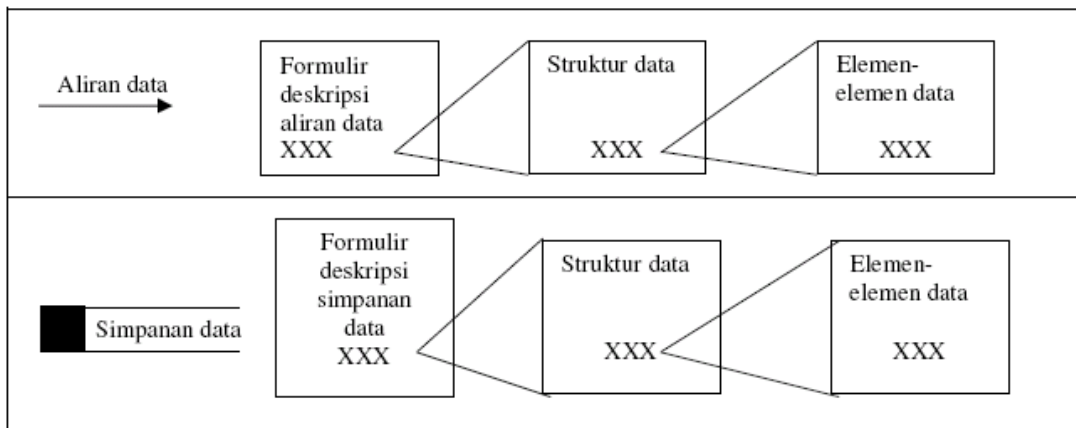 Aliran data
Formulir
deskripsi
aliran data
XXX
Struktur data
XXX
Elemen-
elemen data
XXX
Simpanan data
Formulir
deskripsi
simpanan
data
XXX
Struktur data
XXX
Elemen-
elemen data
XXX